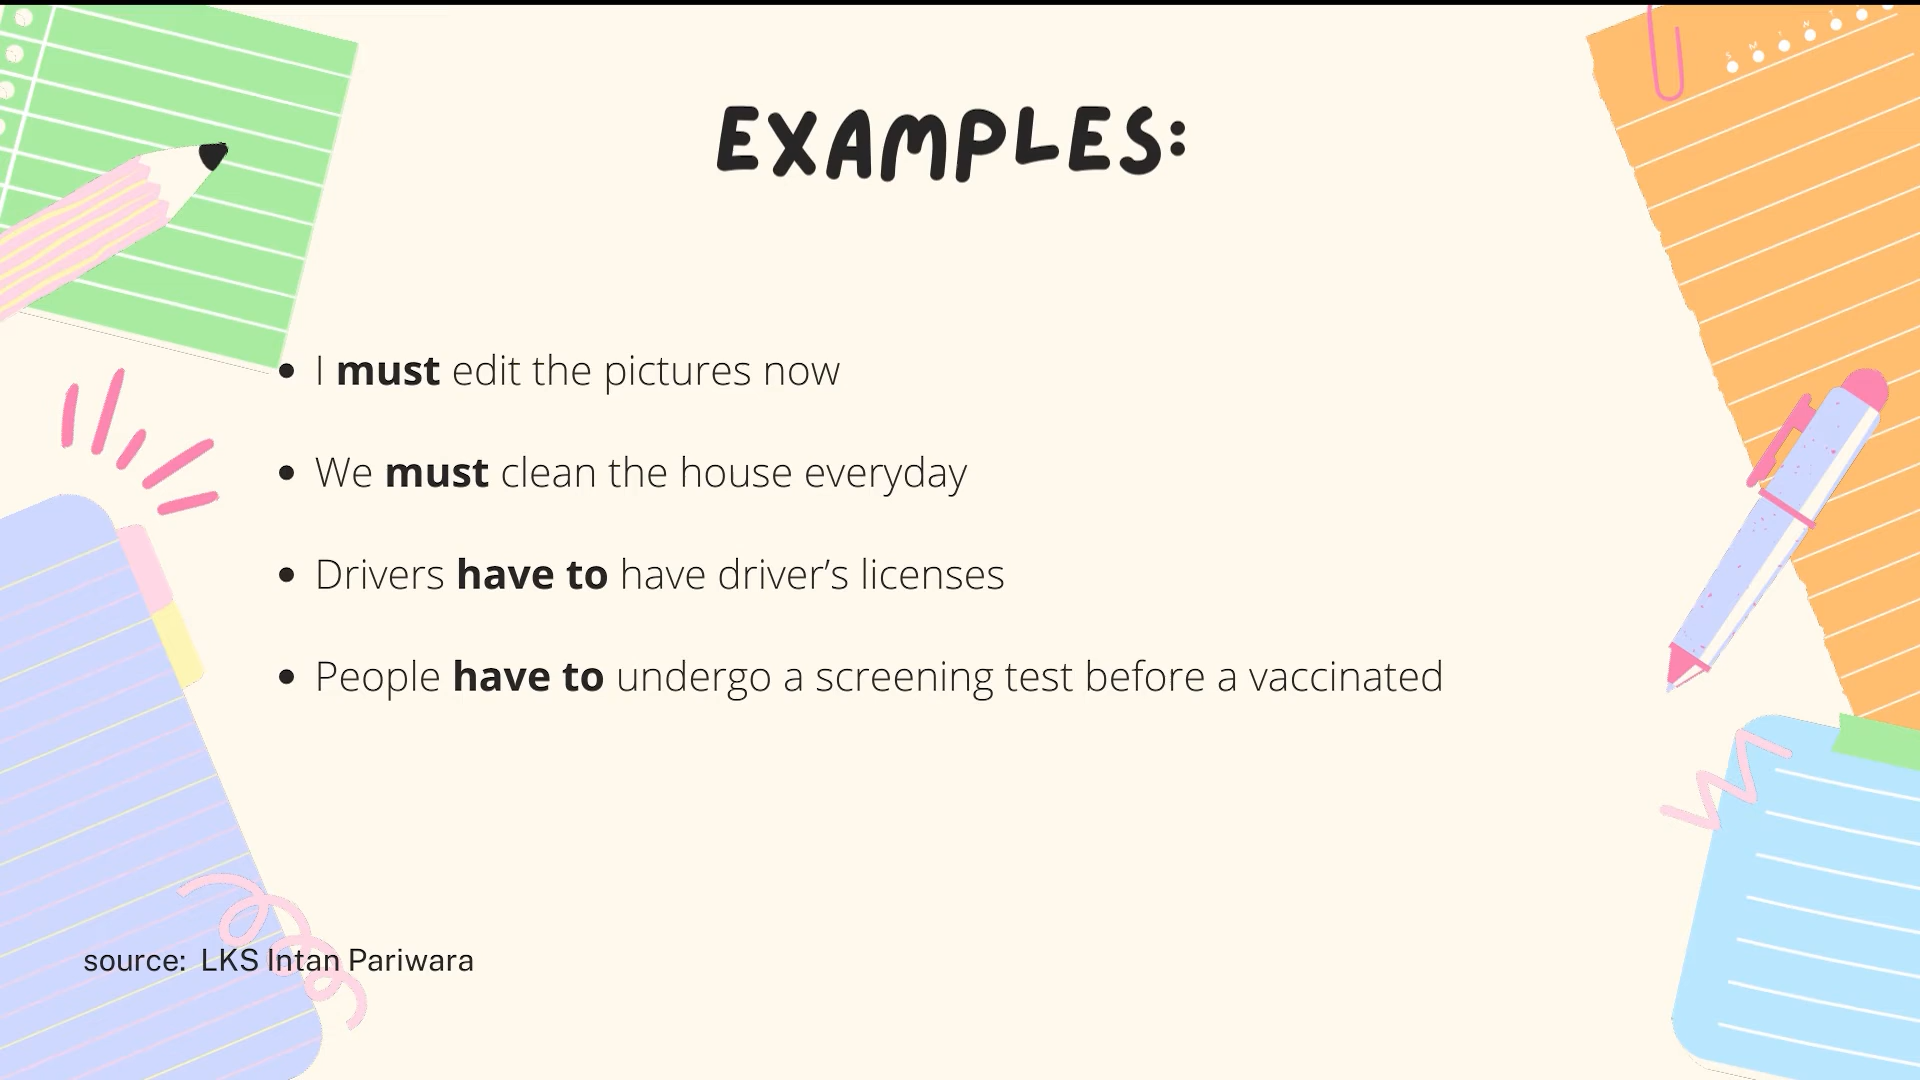 EXAMPLES:
• I must edit the pictures now
• We must clean the house everyday
• Drivers have to have driver’s licenses
• People have to undergo a screening test before a vaccinated
source: LKS Intan Pariwara